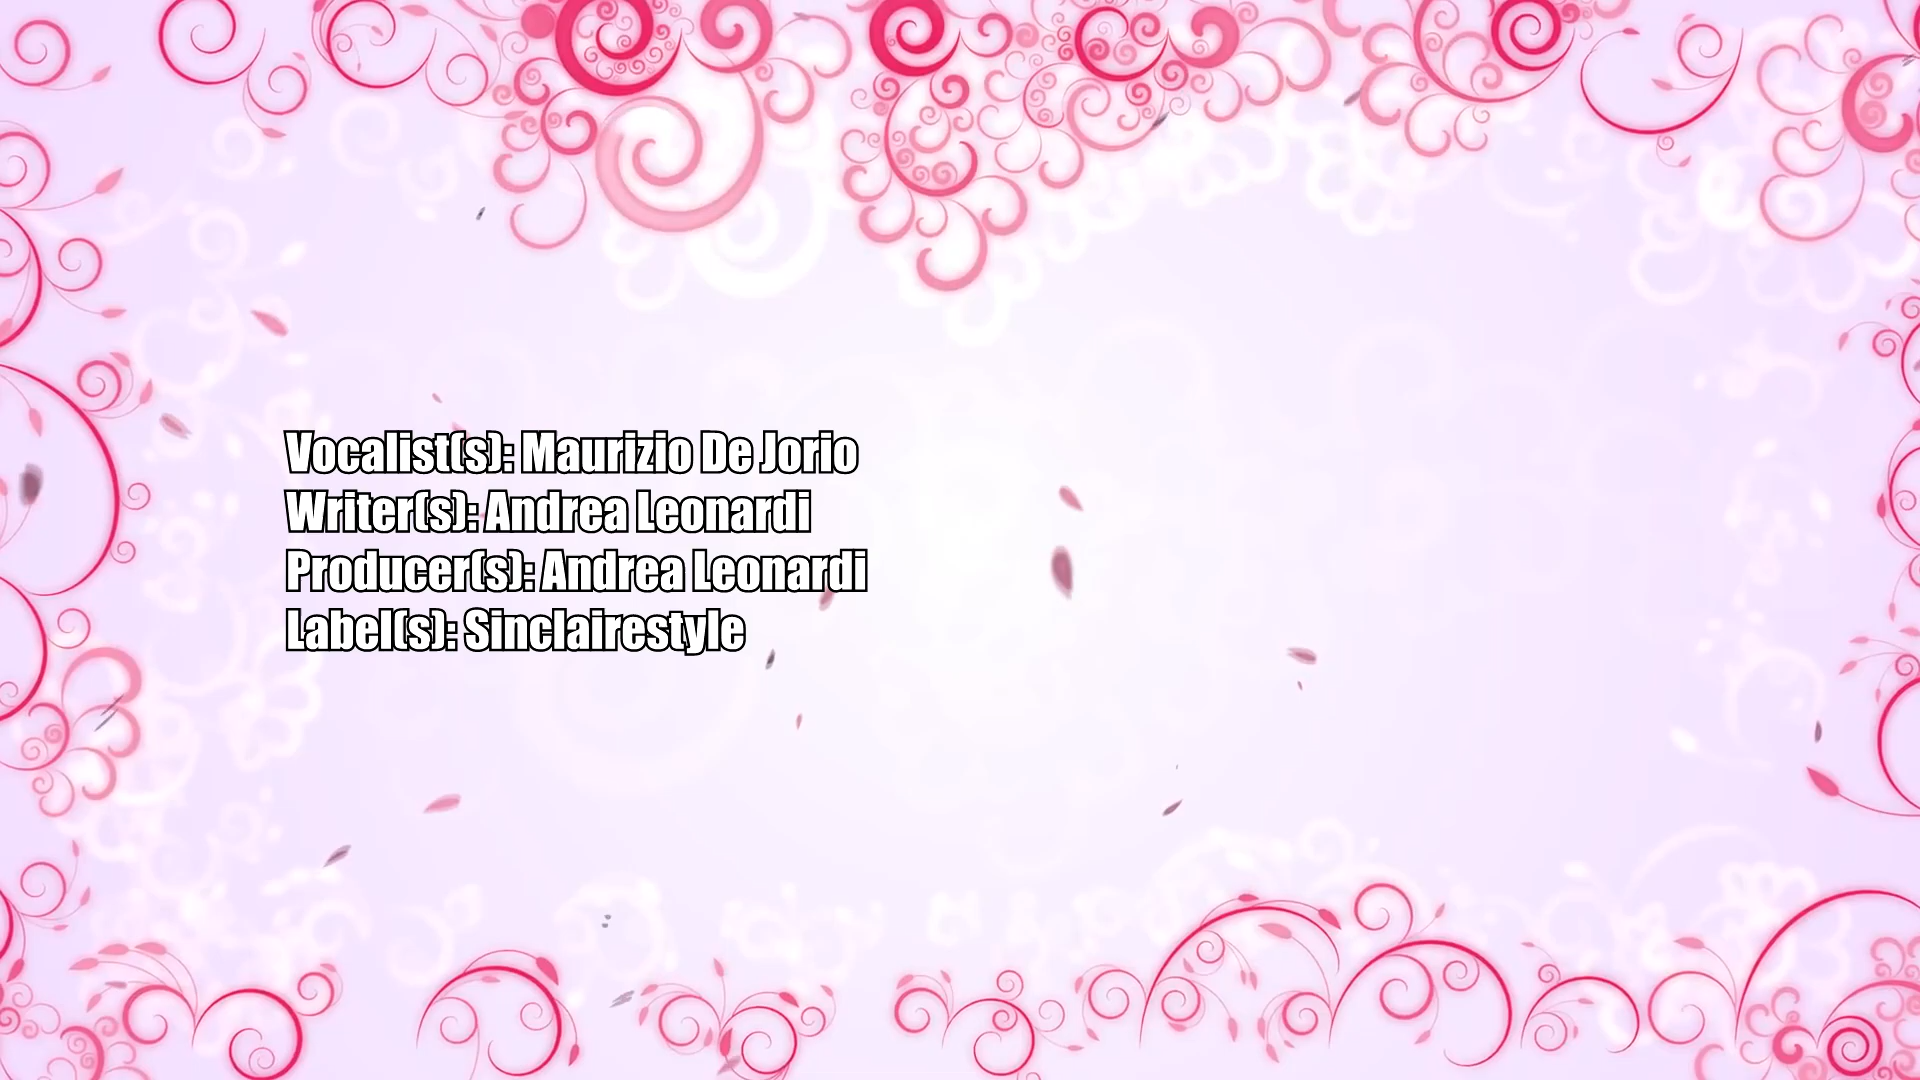 Vocalist(s): Maurizio De Jorio
Writer(s): Andrea Leonardi
Producer(s): Andrea Leonardi
Label(s): Sinclairestyle